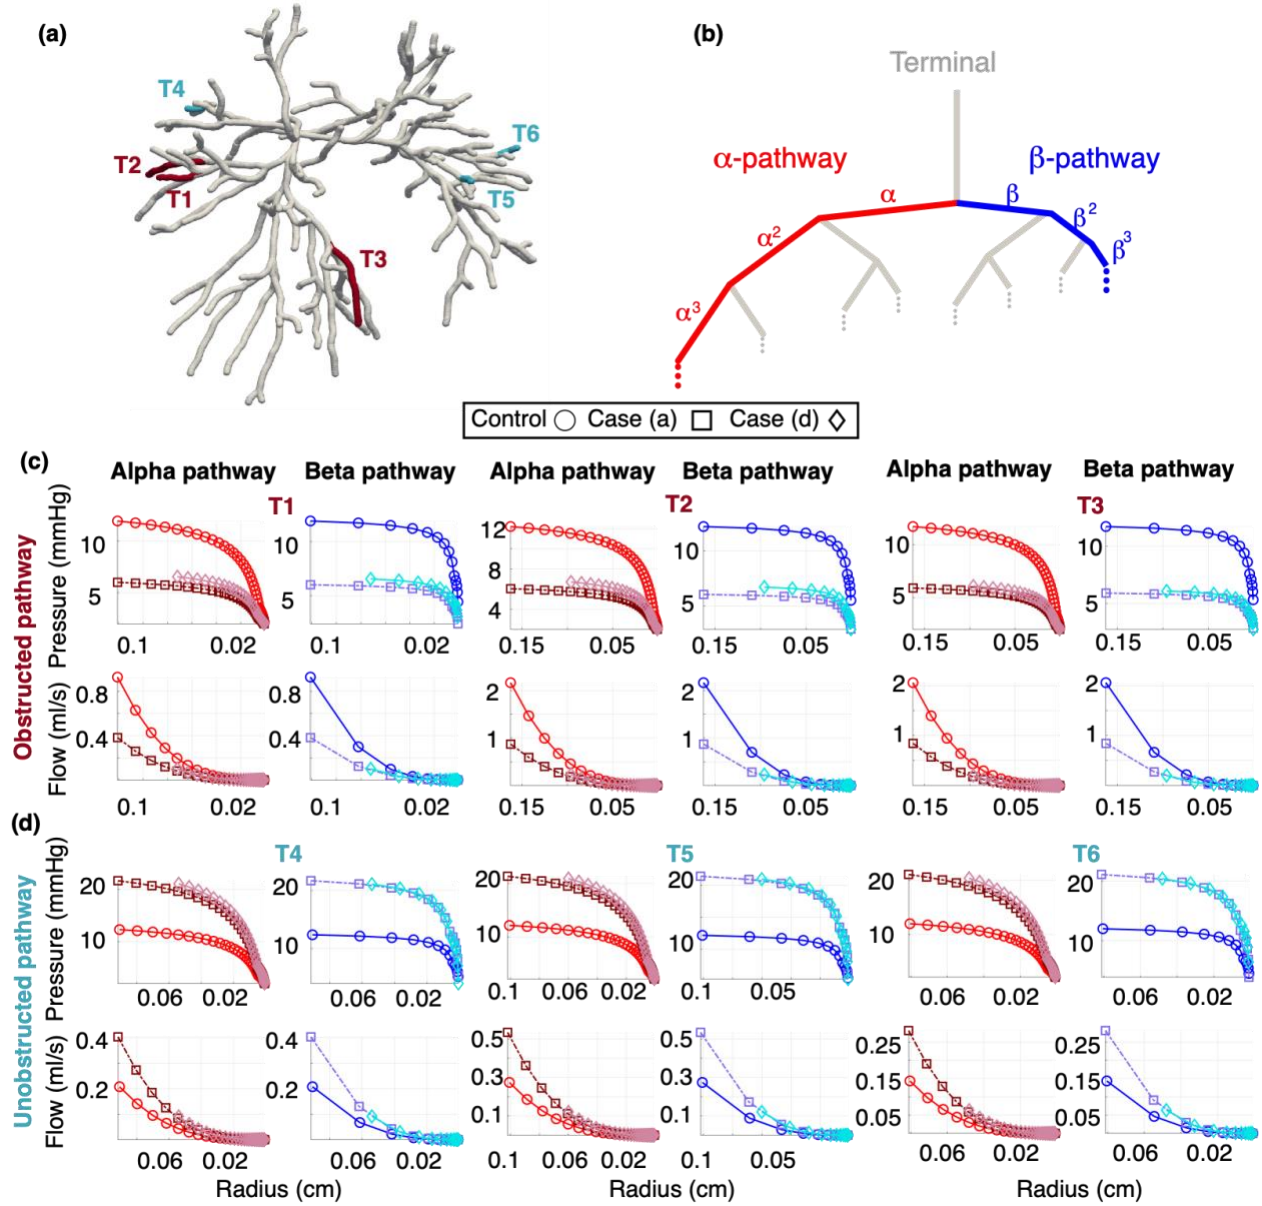 (a)
(b)
T4
T2
T1
T3
T6
T5
Terminal
α-pathway
β-pathway
α
β
α²
β²
α³
β³
Control ○ Case (a) □ Case (d) ◇
(c)
Alpha pathway Beta pathway Alpha pathway Beta pathway Alpha pathway Beta pathway
T1 T2 T3
Obstructed pathway
Pressure (mmHg)
10 5 10 5 12 8 4 10 5 10 5 10 5
0.1 0.02 0.1 0.02 0.15 0.05 0.15 0.05 0.15 0.05 0.15 0.05
Flow (ml/s)
0.8 0.4 0.8 0.4 2 1 2 1 2 1 2 1
0.1 0.02 0.1 0.02 0.15 0.05 0.15 0.05 0.15 0.05 0.15 0.05
(d)
T4 T5 T6
Unobstructed pathway
Pressure (mmHg)
20 10 20 10 20 10 20 10 20 10 20 10
0.06 0.02 0.06 0.02 0.1 0.06 0.02 0.1 0.05 0.06 0.02 0.06 0.02
Flow (ml/s)
0.4 0.2 0.4 0.2 0.5 0.3 0.1 0.5 0.3 0.1 0.25 0.15 0.05 0.25 0.15 0.05
0.06 0.02 0.06 0.02 0.1 0.06 0.02 0.1 0.05 0.06 0.02 0.06 0.02
Radius (cm) Radius (cm) Radius (cm)